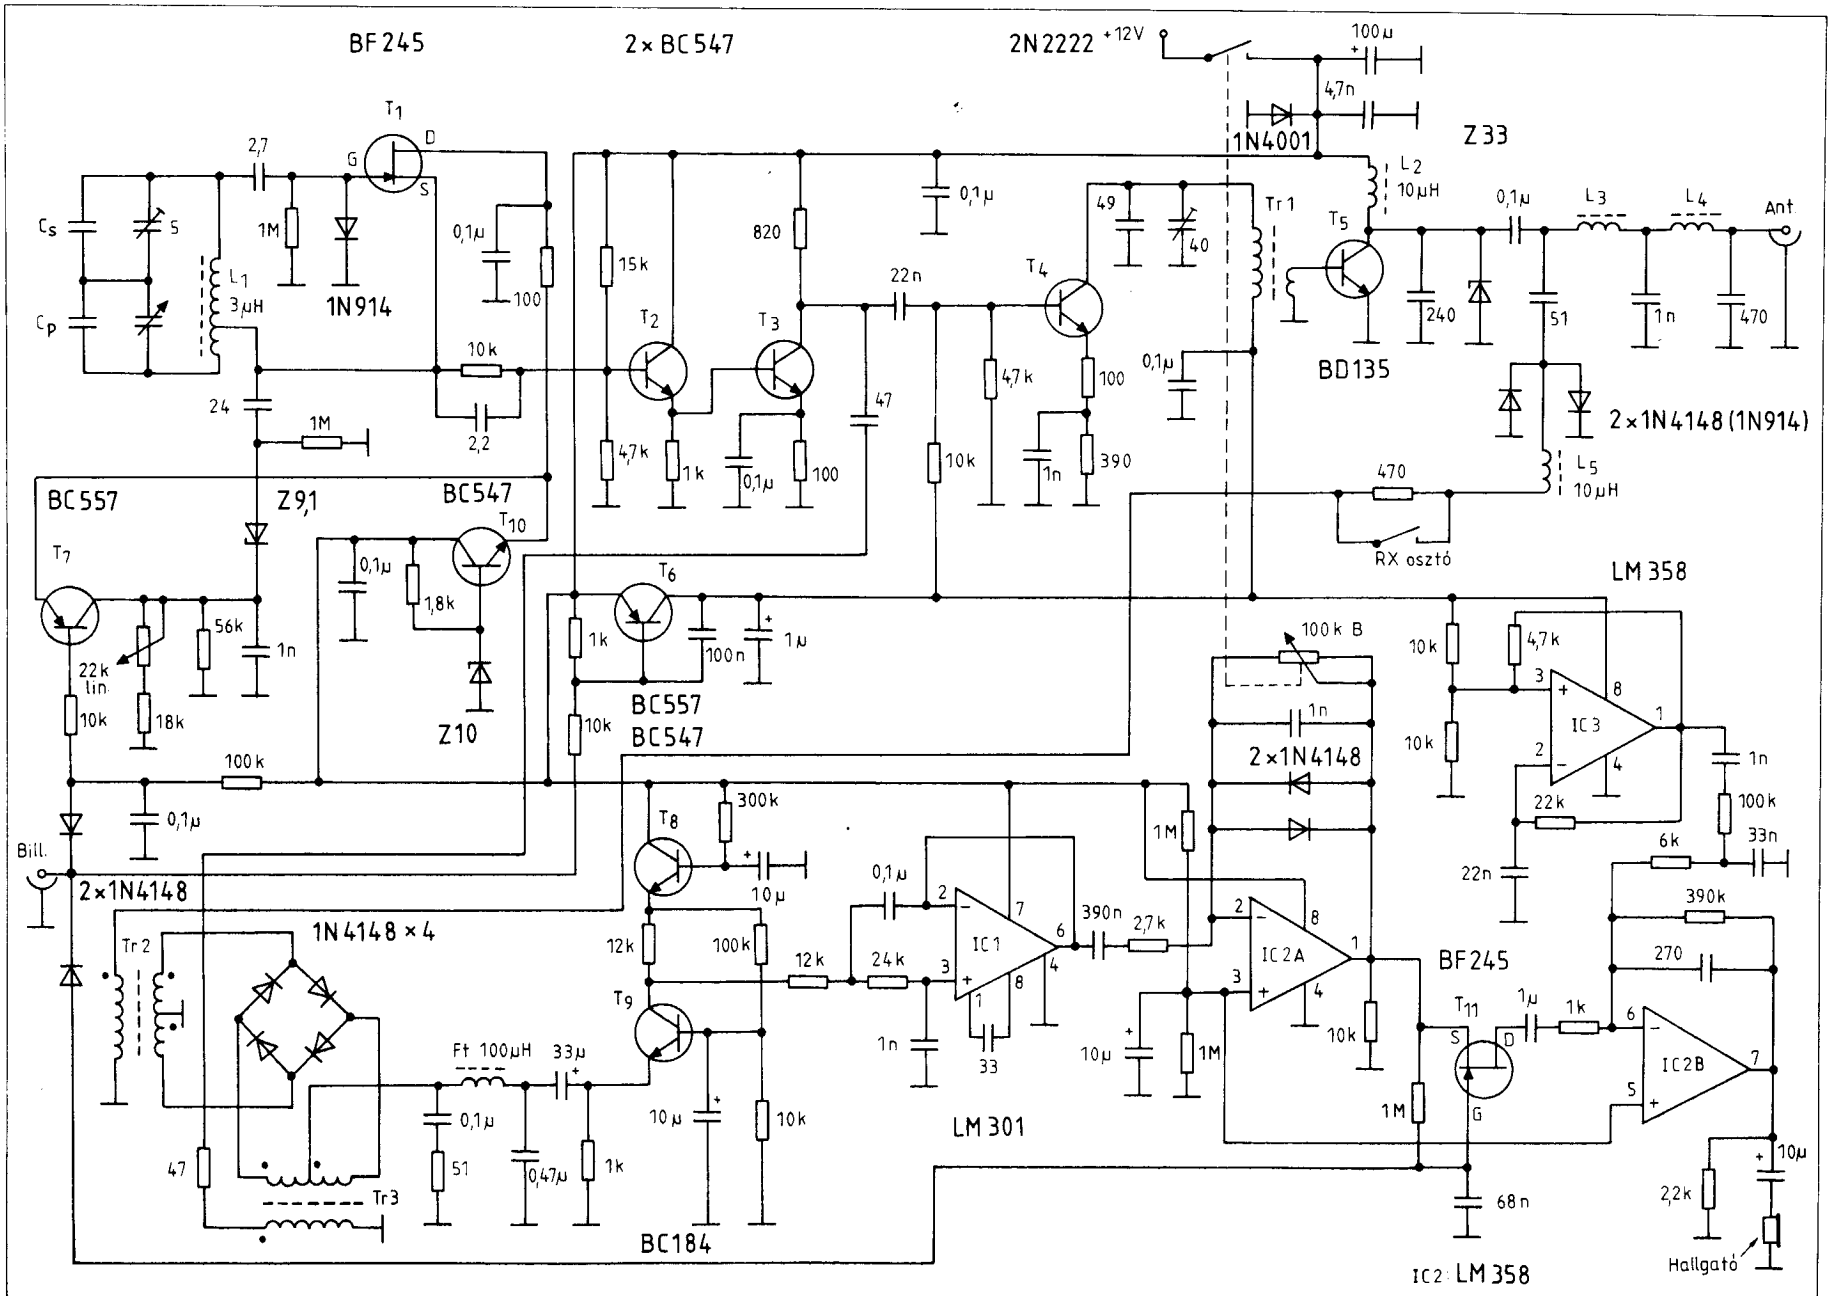 BF245
2×BC547
2N2222
+12V
100µ
+
4,7n
1N4001
Z33
T1
D
G
S
2,7
Cs
5
1M
L1
3µH
Cp
1N914
0,1µ
100
15k
820
0,1µ
49
40
Tr1
L2
10µH
T5
0,1µ
L3
L4
Ant.
T2
T3
22n
T4
10k
2,2
24
1M
4,7k
1k
0,1µ
100
47
10k
4,7k
100
1n
390
0,1µ
BD135
240
51
1n
470
2×1N4148(1N914)
L5
10µH
470
RX osztó
BC557
Z9,1
BC547
T10
T7
22k
lin.
56k
1n
18k
10k
0,1µ
1,8k
Z10
T6
1k
100n
+
1µ
BC557
BC547
10k
LM358
100k B
1n
2×1N4148
10k
4,7k
3
+
8
IC3
1
2
−
4
10k
22k
22n
1n
100k
6k
33n
390k
270
100k
0,1µ
Bill.
2×1N4148
1N4148×4
T8
300k
+
10µ
12k
100k
T9
12k
24k
0,1µ
2
−
7
IC1
6
3
+
4
1
8
33
1n
LM301
390n
2,7k
1M
2
−
8
IC2A
1
3
+
4
+
10µ
1M
10k
BF245
T11
S
D
G
1M
1µ
1k
6
−
IC2B
7
5
+
68n
2,2k
+
10µ
Hallgató
IC2: LM358
Tr2
Ft 100µH
33µ
+
0,1µ
51
0,47µ
1k
10µ
+
10k
47
Tr3
BC184